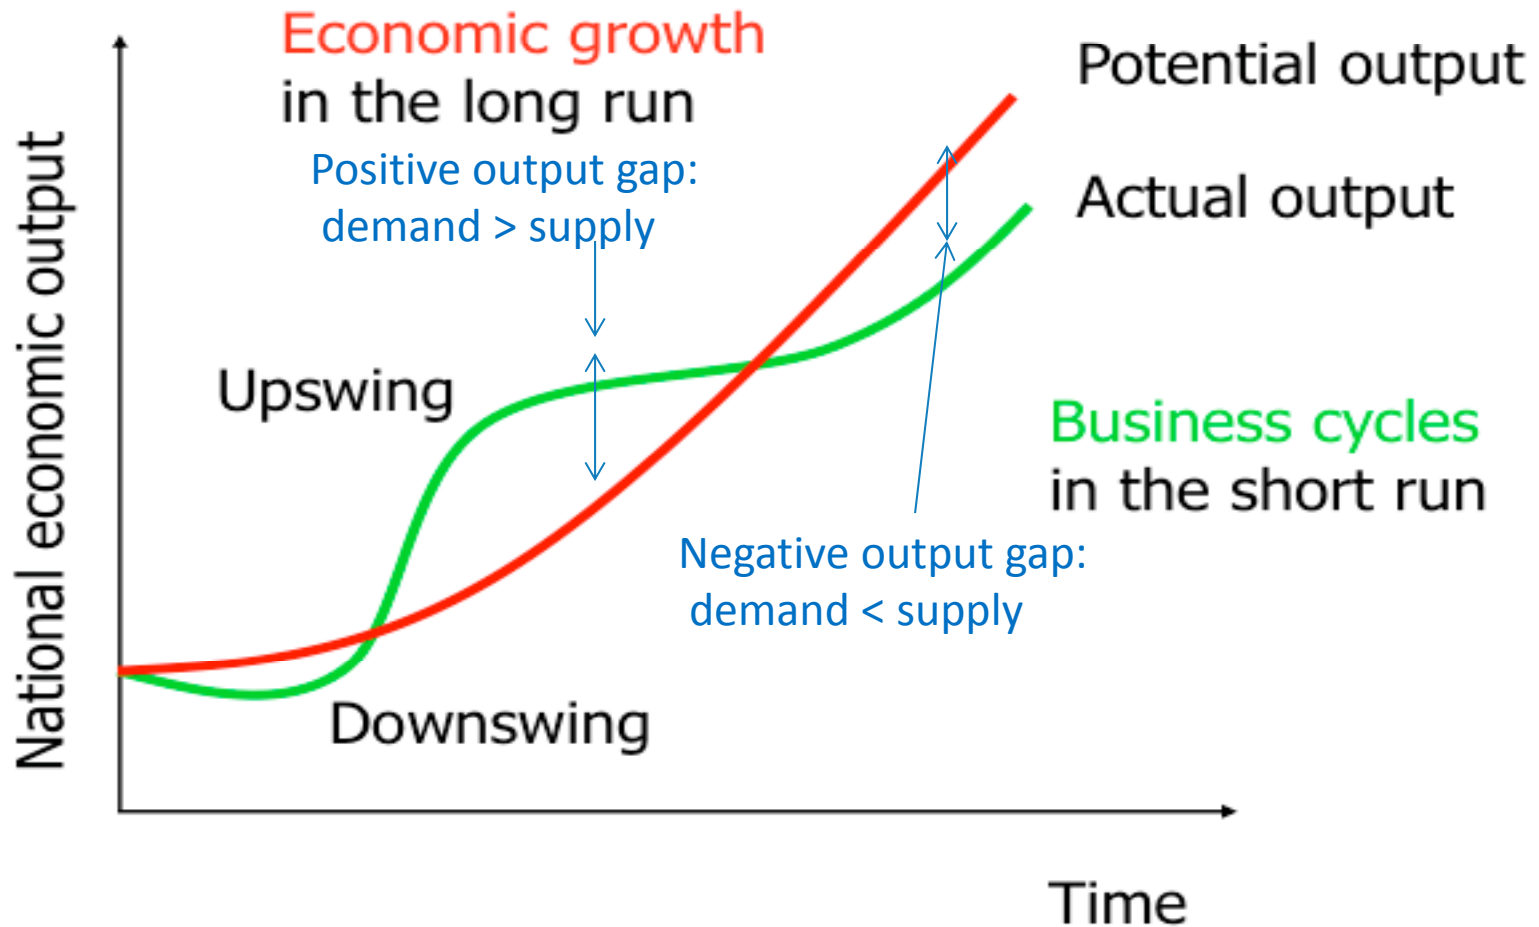 Economic growth
in the long run
Positive output gap:
demand > supply
Potential output
Actual output
National economic output
Upswing
Business cycles
in the short run
Negative output gap:
demand < supply
Downswing
Time